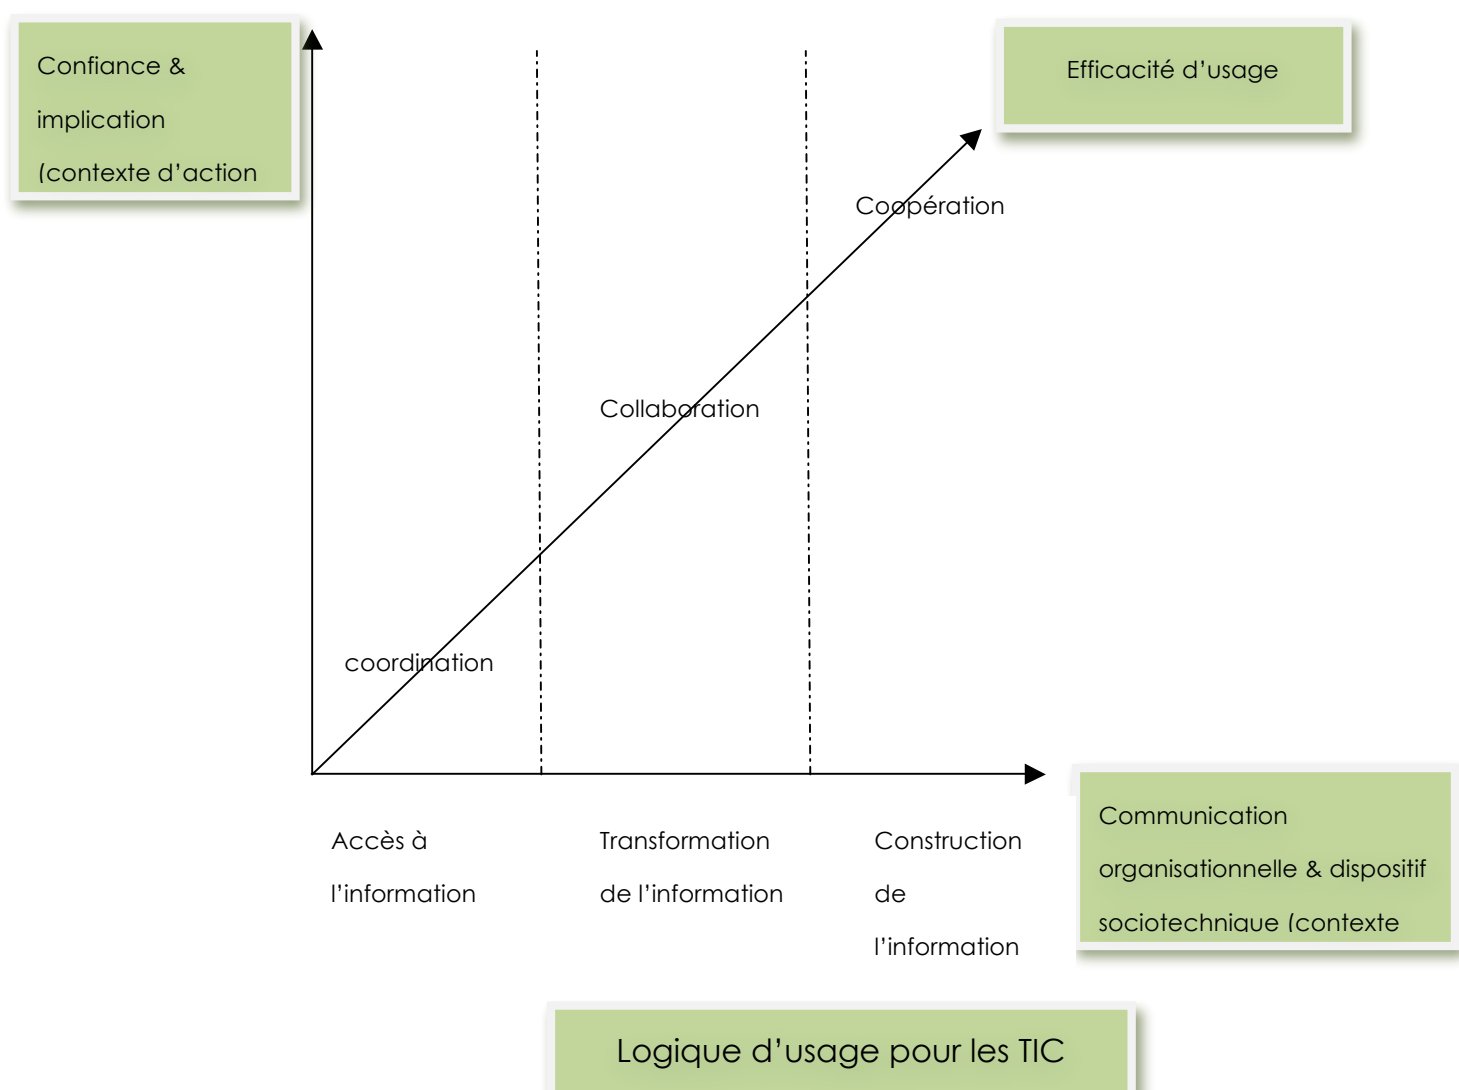 Confiance &
implication
(contexte d’action
Efficacité d’usage
Coopération
Collaboration
coordination
Accès à
l’information
Transformation
de l’information
Construction
de
l’information
Communication
organisationnelle & dispositif
sociotechnique (contexte
Logique d’usage pour les TIC